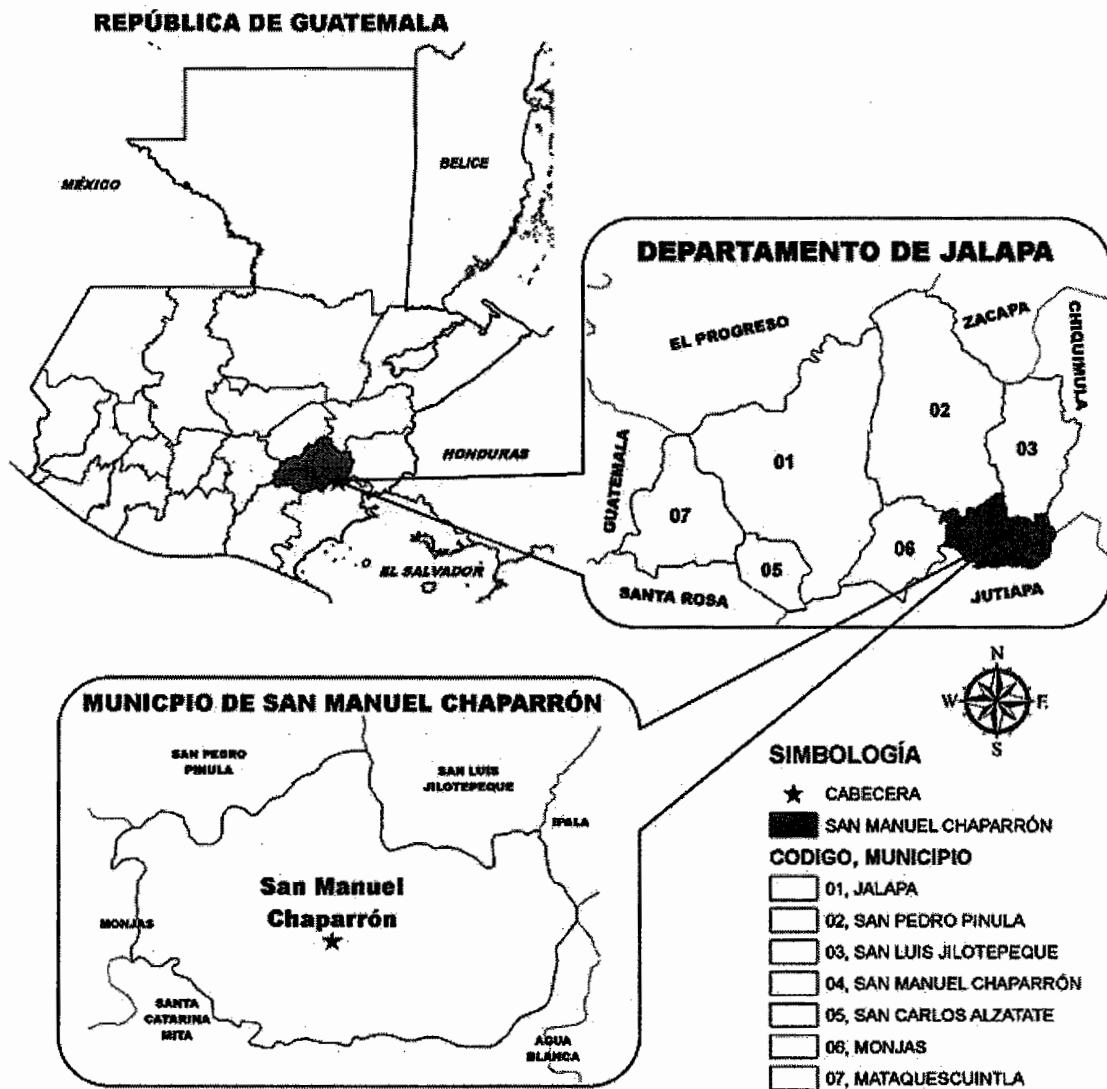 REPÚBLICA DE GUATEMALA
MÉXICO
BELICE
HONDURAS
EL SALVADOR
DEPARTAMENTO DE JALAPA
EL PROGRESO
ZACAPA
CHIQUIMULA
GUATEMALA
01
02
03
07
06
05
SANTA ROSA
JUTIAPA
MUNICPIO DE SAN MANUEL CHAPARRÓN
SAN PEDRO
PINULA
SAN LUIS
JILOTEPEQUE
IPALA
San Manuel
Chaparrón
MONJAS
SANTA
CATARINA
MITA
AGUA
BLANCA
N
W
E
S
SIMBOLOGÍA
CABECERA
SAN MANUEL CHAPARRÓN
CODIGO, MUNICIPIO
01, JALAPA
02, SAN PEDRO PINULA
03, SAN LUIS JILOTEPEQUE
04, SAN MANUEL CHAPARRÓN
05, SAN CARLOS ALZATATE
06, MONJAS
07, MATAQUESCUINTLA